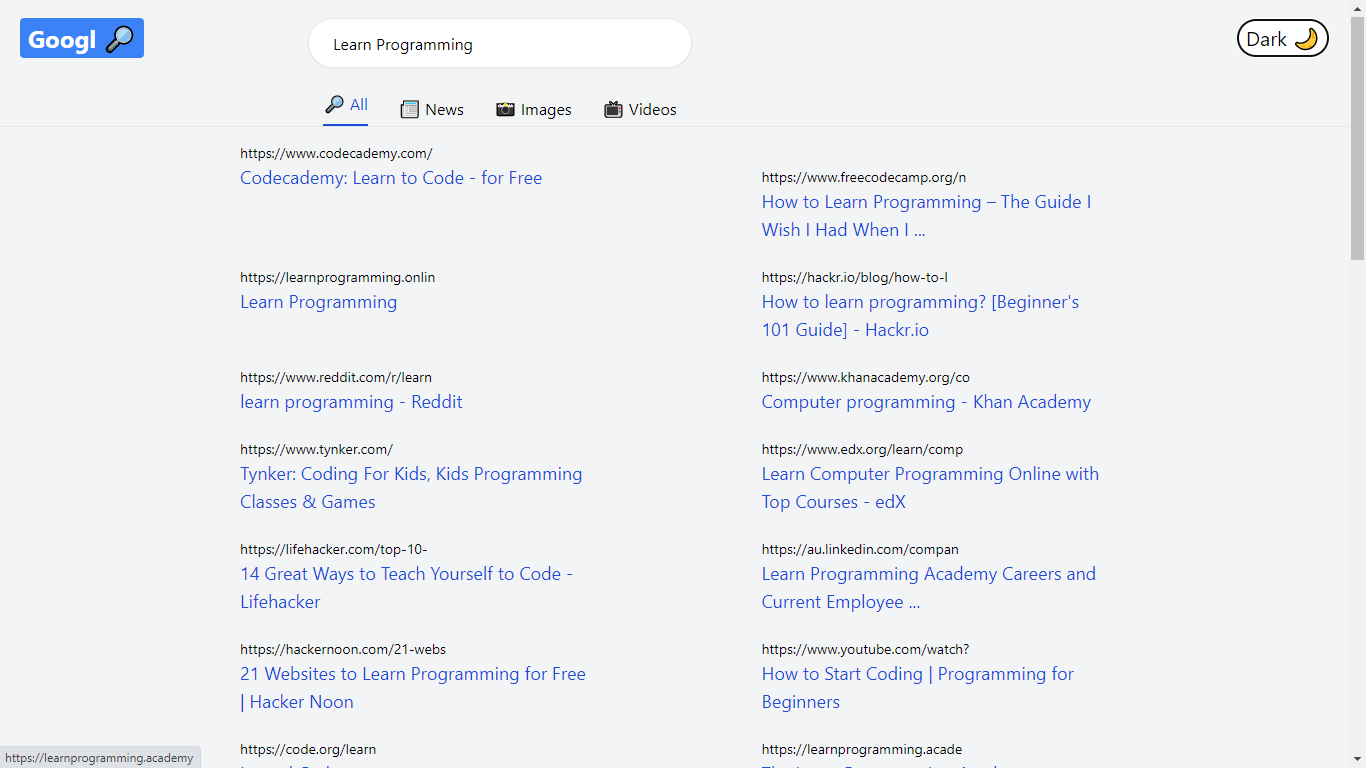 Googl
Learn Programming
Dark
All
News
Images
Videos
https://www.codecademy.com/
Codecademy: Learn to Code - for Free
https://www.freecodecamp.org/n
How to Learn Programming – The Guide I
Wish I Had When I ...
https://learnprogramming.onlin
Learn Programming
https://hackr.io/blog/how-to-l
How to learn programming? [Beginner's
101 Guide] - Hackr.io
https://www.reddit.com/r/learn
learn programming - Reddit
https://www.khanacademy.org/co
Computer programming - Khan Academy
https://www.tynker.com/
Tynker: Coding For Kids, Kids Programming
Classes & Games
https://www.edx.org/learn/comp
Learn Computer Programming Online with
Top Courses - edX
https://lifehacker.com/top-10-
14 Great Ways to Teach Yourself to Code -
Lifehacker
https://au.linkedin.com/compan
Learn Programming Academy Careers and
Current Employee ...
https://hackernoon.com/21-webs
21 Websites to Learn Programming for Free
| Hacker Noon
https://www.youtube.com/watch?
How to Start Coding | Programming for
Beginners
https://code.org/learn
https://learnprogramming.acade
https://learnprogramming.academy